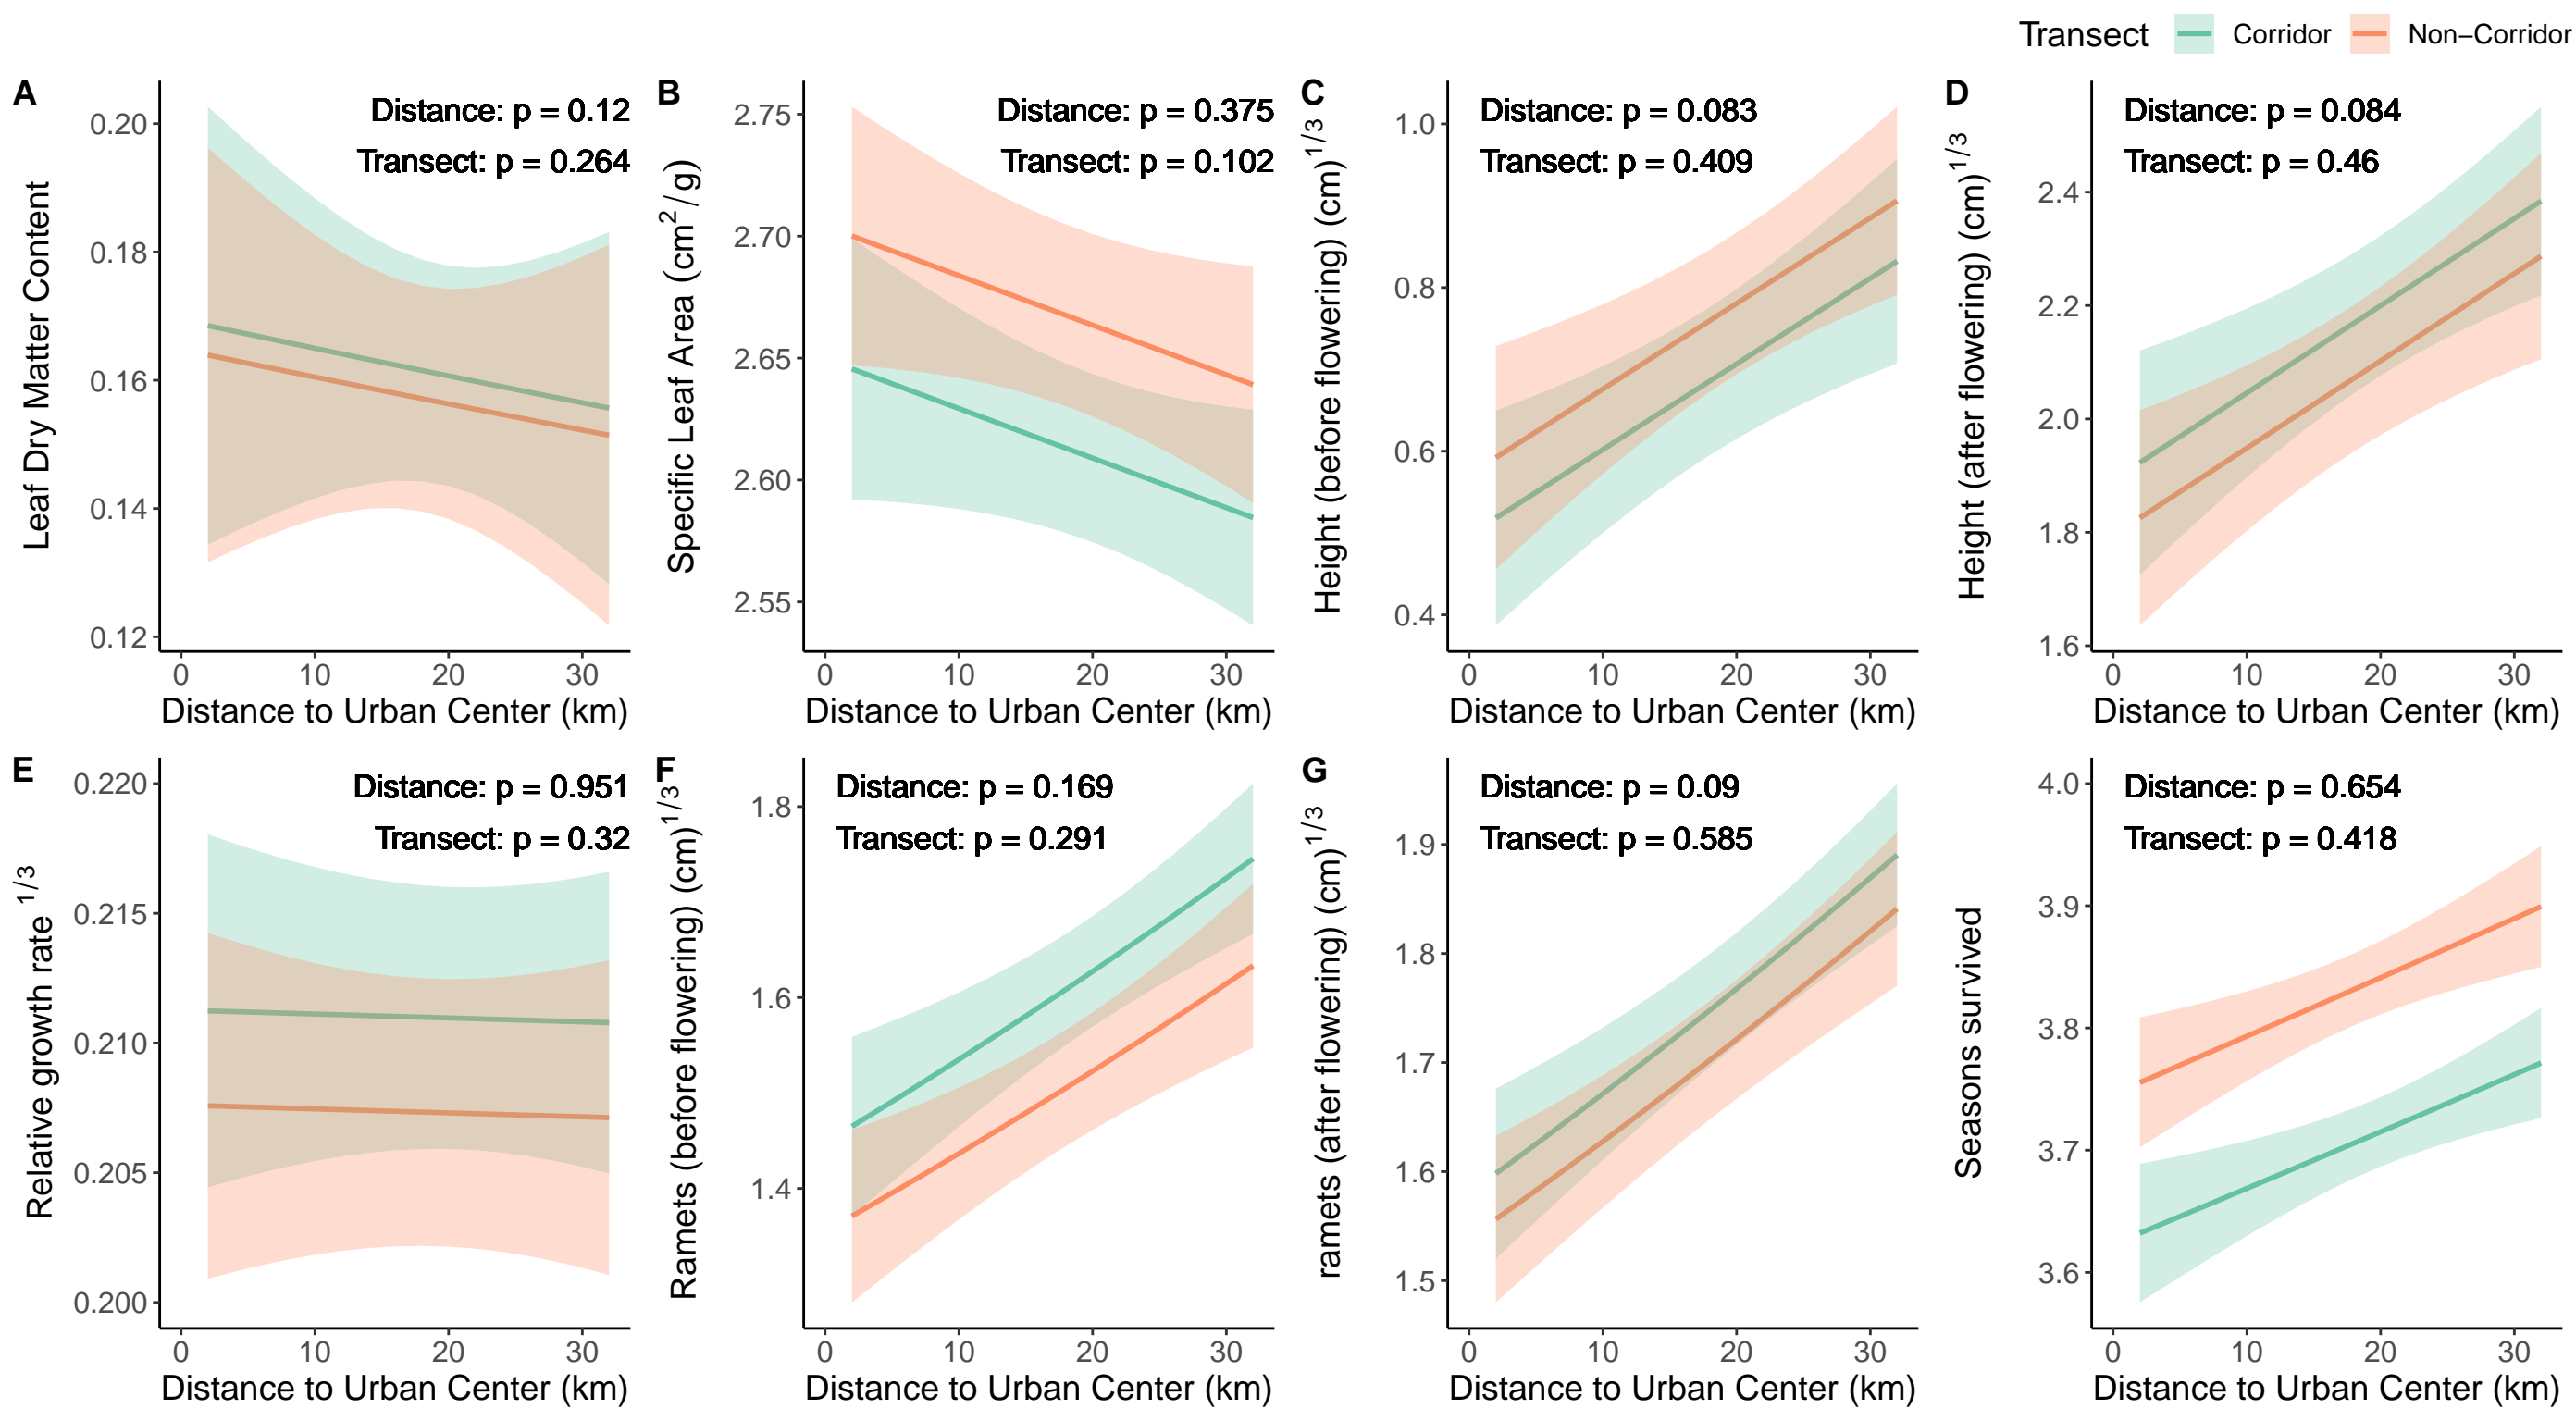 Transect Corridor Non−Corridor
A
Distance: p = 0.12
Transect: p = 0.264
Leaf Dry Matter Content
0.20
0.18
0.16
0.14
0.12
0 10 20 30
Distance to Urban Center (km)
B
Distance: p = 0.375
Transect: p = 0.102
Specific Leaf Area (cm²/g)
2.75
2.70
2.65
2.60
2.55
0 10 20 30
Distance to Urban Center (km)
C
Distance: p = 0.083
Transect: p = 0.409
Height (before flowering) (cm)^1/3
1.0
0.8
0.6
0.4
0 10 20 30
Distance to Urban Center (km)
D
Distance: p = 0.084
Transect: p = 0.46
Height (after flowering) (cm)^1/3
2.4
2.2
2.0
1.8
1.6
0 10 20 30
Distance to Urban Center (km)
E
Distance: p = 0.951
Transect: p = 0.32
Relative growth rate^1/3
0.220
0.215
0.210
0.205
0.200
0 10 20 30
Distance to Urban Center (km)
F
Distance: p = 0.169
Transect: p = 0.291
Ramets (before flowering) (cm)^1/3
1.8
1.6
1.4
0 10 20 30
Distance to Urban Center (km)
G
Distance: p = 0.09
Transect: p = 0.585
ramets (after flowering) (cm)^1/3
1.9
1.8
1.7
1.6
1.5
0 10 20 30
Distance to Urban Center (km)
Distance: p = 0.654
Transect: p = 0.418
Seasons survived
4.0
3.9
3.8
3.7
3.6
0 10 20 30
Distance to Urban Center (km)